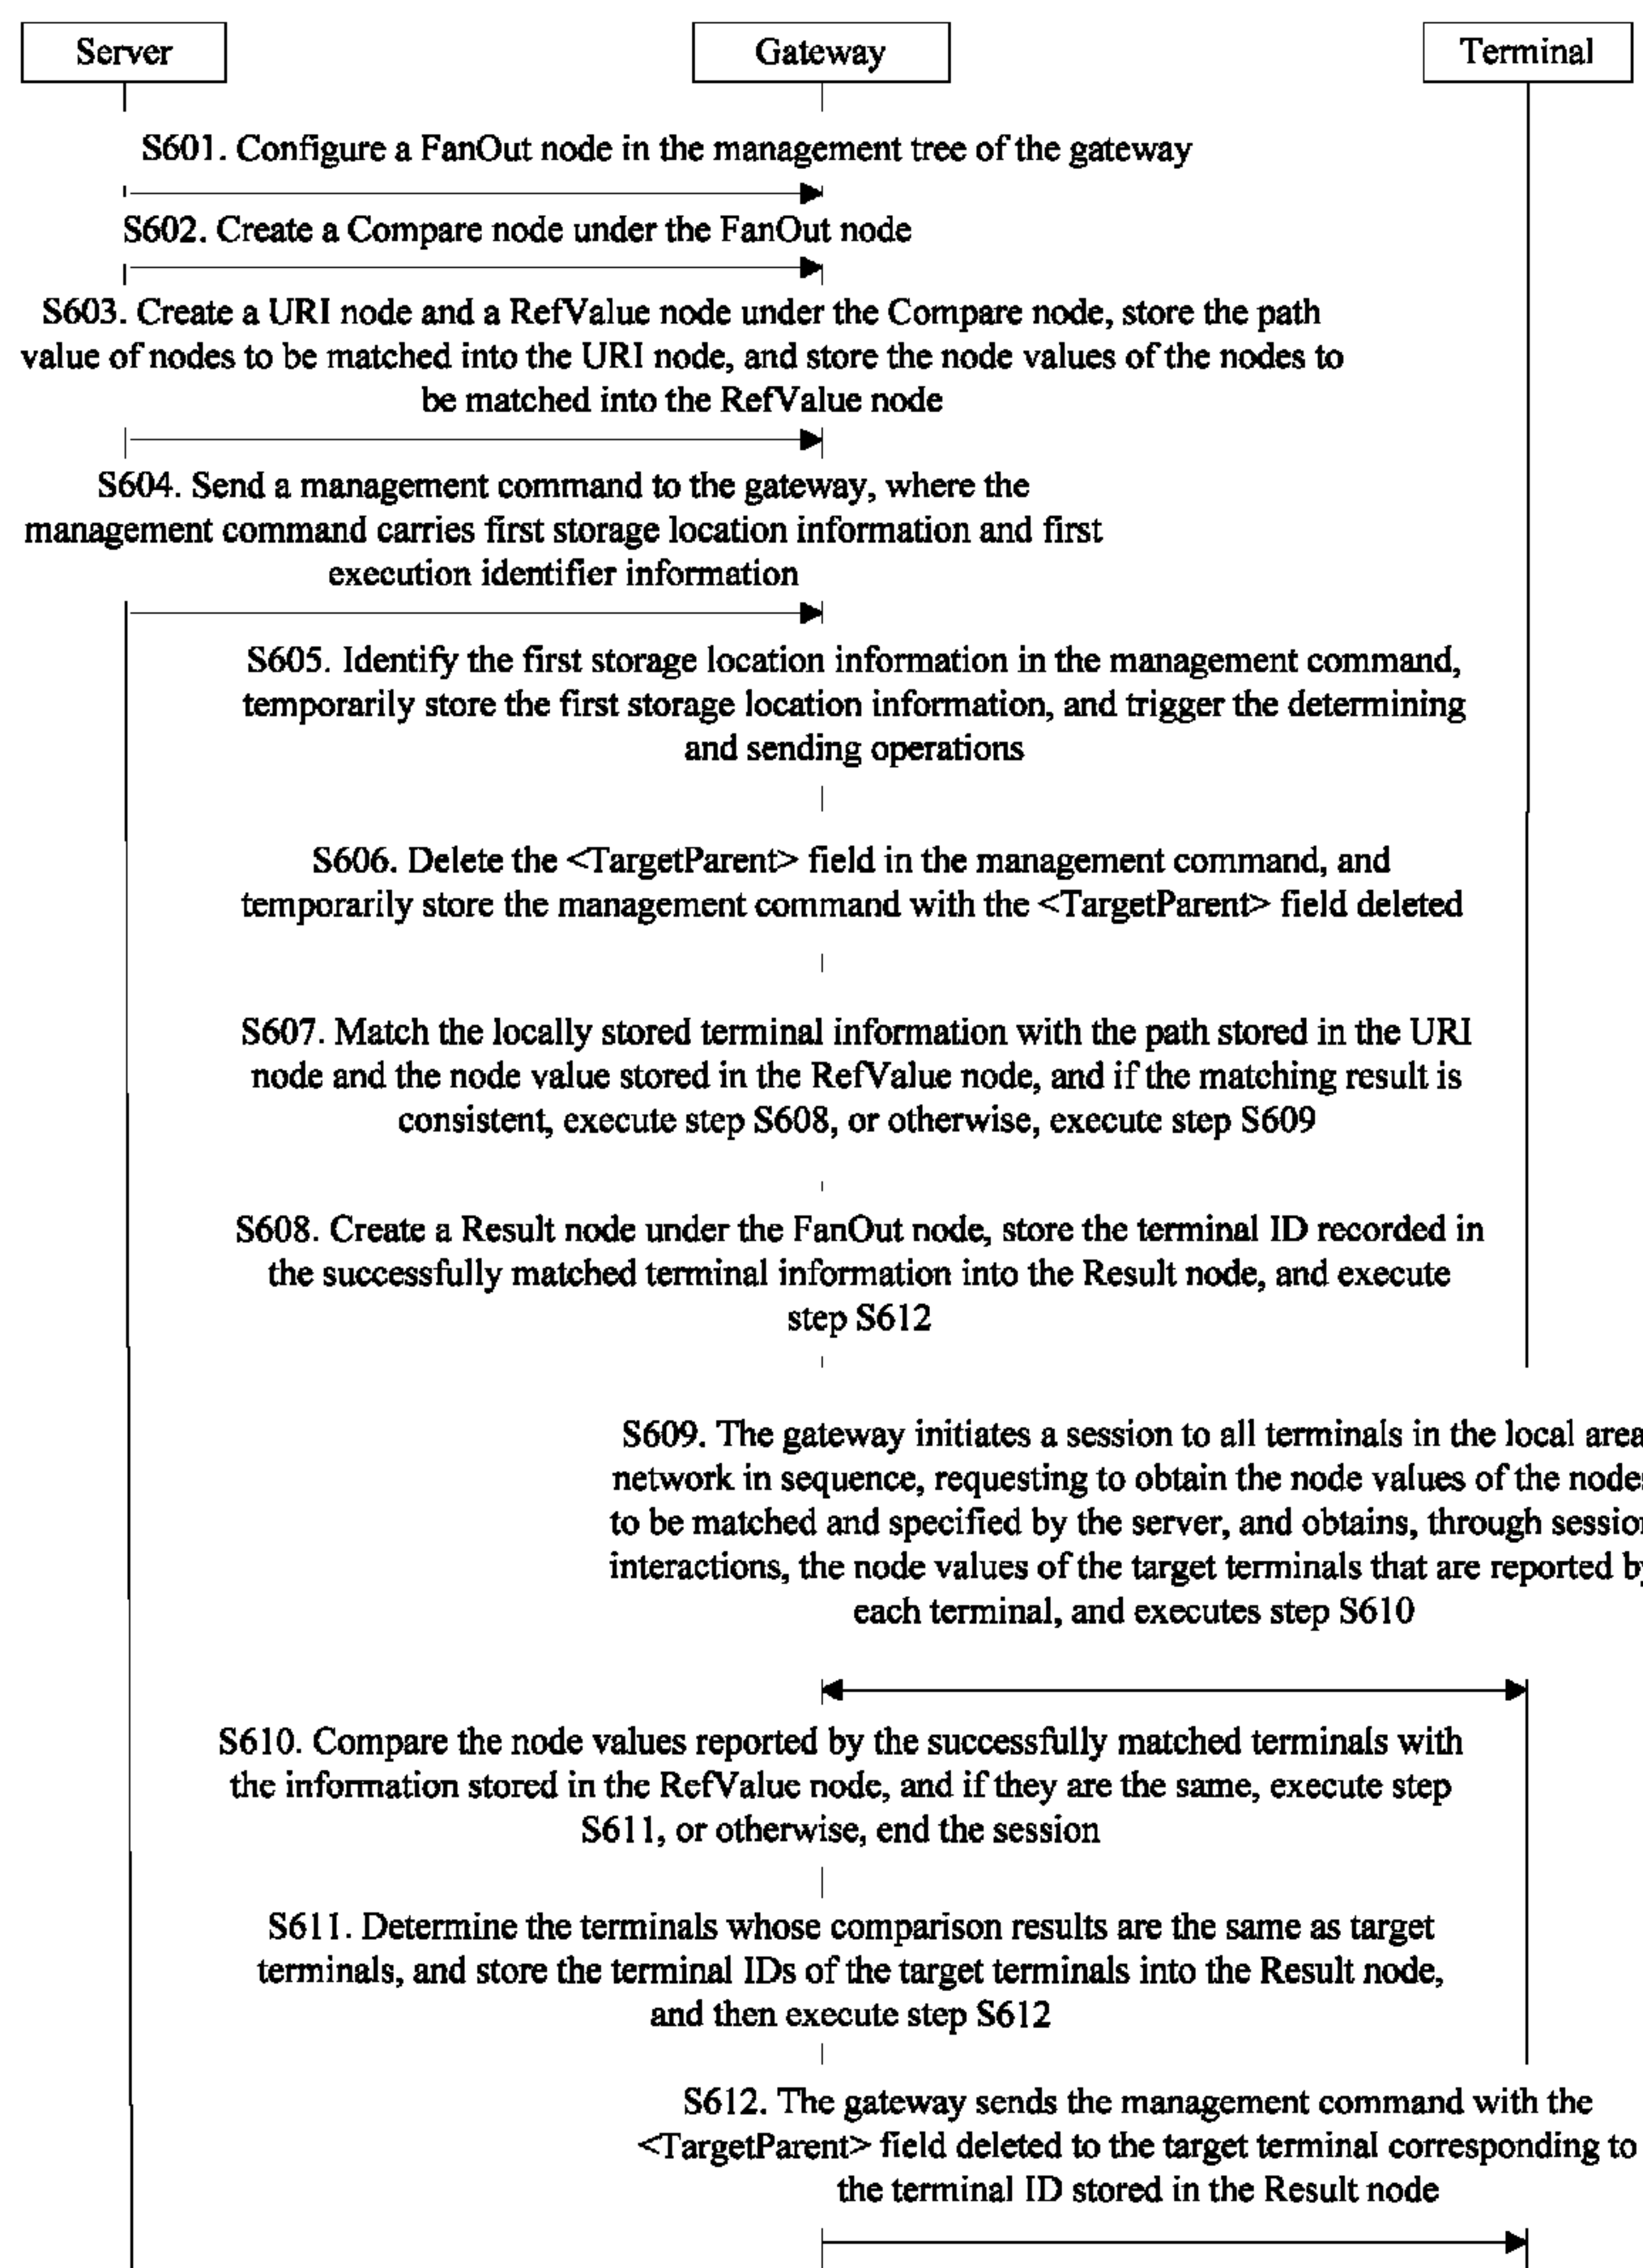 Server
Gateway
Terminal
S601. Configure a FanOut node in the management tree of the gateway
S602. Create a Compare node under the FanOut node
S603. Create a URI node and a RefValue node under the Compare node, store the path
value of nodes to be matched into the URI node, and store the node values of the nodes to
be matched into the RefValue node
S604. Send a management command to the gateway, where the
management command carries first storage location information and first
execution identifier information
S605. Identify the first storage location information in the management command,
temporarily store the first storage location information, and trigger the determining
and sending operations
S606. Delete the <TargetParent> field in the management command, and
temporarily store the management command with the <TargetParent> field deleted
S607. Match the locally stored terminal information with the path stored in the URI
node and the node value stored in the RefValue node, and if the matching result is
consistent, execute step S608, or otherwise, execute step S609
S608. Create a Result node under the FanOut node, store the terminal ID recorded in
the successfully matched terminal information into the Result node, and execute
step S612
S609. The gateway initiates a session to all terminals in the local area
network in sequence, requesting to obtain the node values of the nodes
to be matched and specified by the server, and obtains, through session
interactions, the node values of the target terminals that are reported by
each terminal, and executes step S610
S610. Compare the node values reported by the successfully matched terminals with
the information stored in the RefValue node, and if they are the same, execute step
S611, or otherwise, end the session
S611. Determine the terminals whose comparison results are the same as target
terminals, and store the terminal IDs of the target terminals into the Result node,
and then execute step S612
S612. The gateway sends the management command with the
<TargetParent> field deleted to the target terminal corresponding to
the terminal ID stored in the Result node